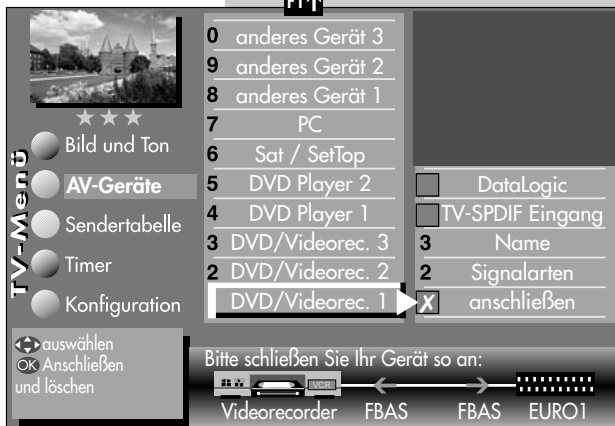 TV-Menü
Bild und Ton
AV-Geräte
Sendertabelle
Timer
Konfiguration
0 anderes Gerät 3
9 anderes Gerät 2
8 anderes Gerät 1
7 PC
6 Sat / SetTop
5 DVD Player 2
4 DVD Player 1
3 DVD/Videorec. 3
2 DVD/Videorec. 2
DVD/Videorec. 1
DataLogic
TV-SPDIF Eingang
3 Name
2 Signalarten
X anschließen
auswählen
OK Anschließen
und löschen
Bitte schließen Sie Ihr Gerät so an:
VCR
Videorecorder FBAS FBAS EURO1